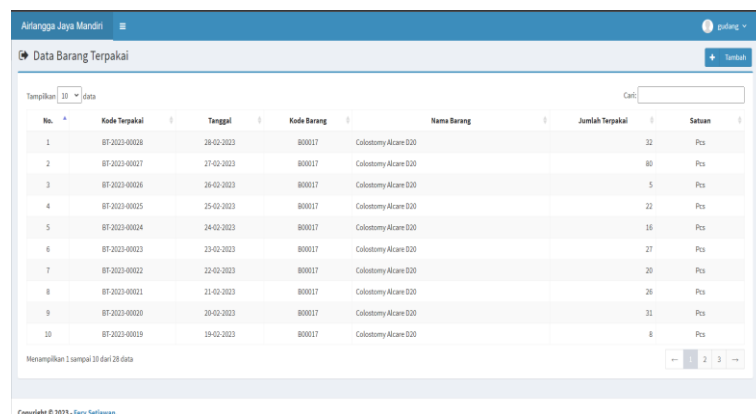 Airlangga Jaya Mandiri
gudang
Data Barang Terpakai
+ Tambah
Tampilkan 10 data
Cari:
No. Kode Terpakai Tanggal Kode Barang Nama Barang Jumlah Terpakai Satuan
1 BT-2023-00028 28-02-2023 B00017 Colostomy Alcare D20 32 Pcs
2 BT-2023-00027 27-02-2023 B00017 Colostomy Alcare D20 80 Pcs
3 BT-2023-00026 26-02-2023 B00017 Colostomy Alcare D20 5 Pcs
4 BT-2023-00025 25-02-2023 B00017 Colostomy Alcare D20 22 Pcs
5 BT-2023-00024 24-02-2023 B00017 Colostomy Alcare D20 16 Pcs
6 BT-2023-00023 23-02-2023 B00017 Colostomy Alcare D20 27 Pcs
7 BT-2023-00022 22-02-2023 B00017 Colostomy Alcare D20 20 Pcs
8 BT-2023-00021 21-02-2023 B00017 Colostomy Alcare D20 26 Pcs
9 BT-2023-00020 20-02-2023 B00017 Colostomy Alcare D20 31 Pcs
10 BT-2023-00019 19-02-2023 B00017 Colostomy Alcare D20 8 Pcs
Menampilkan 1 sampai 10 dari 28 data
← 1 2 3 →
Copyright © 2023 - Fery Setiawan